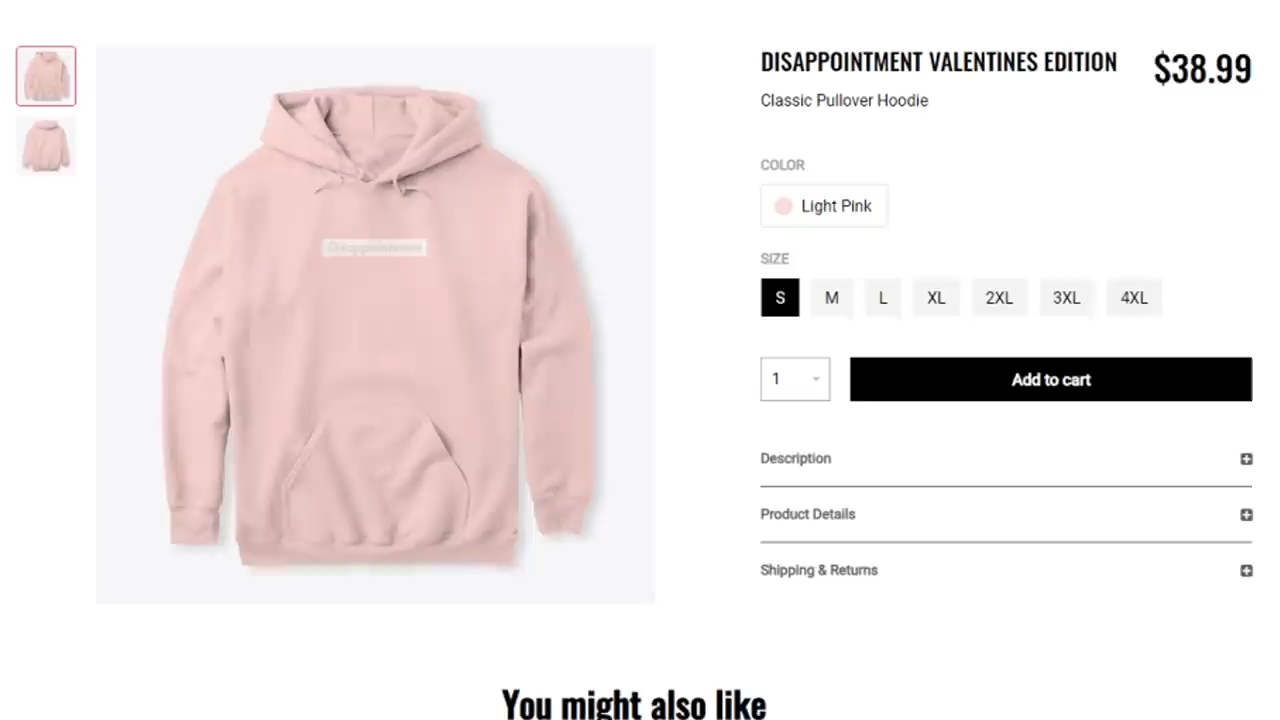 DISAPPOINTMENT VALENTINES EDITION
$38.99
Classic Pullover Hoodie
COLOR
Light Pink
SIZE
S M L XL 2XL 3XL 4XL
1
Add to cart
Description
Product Details
Shipping & Returns
You might also like